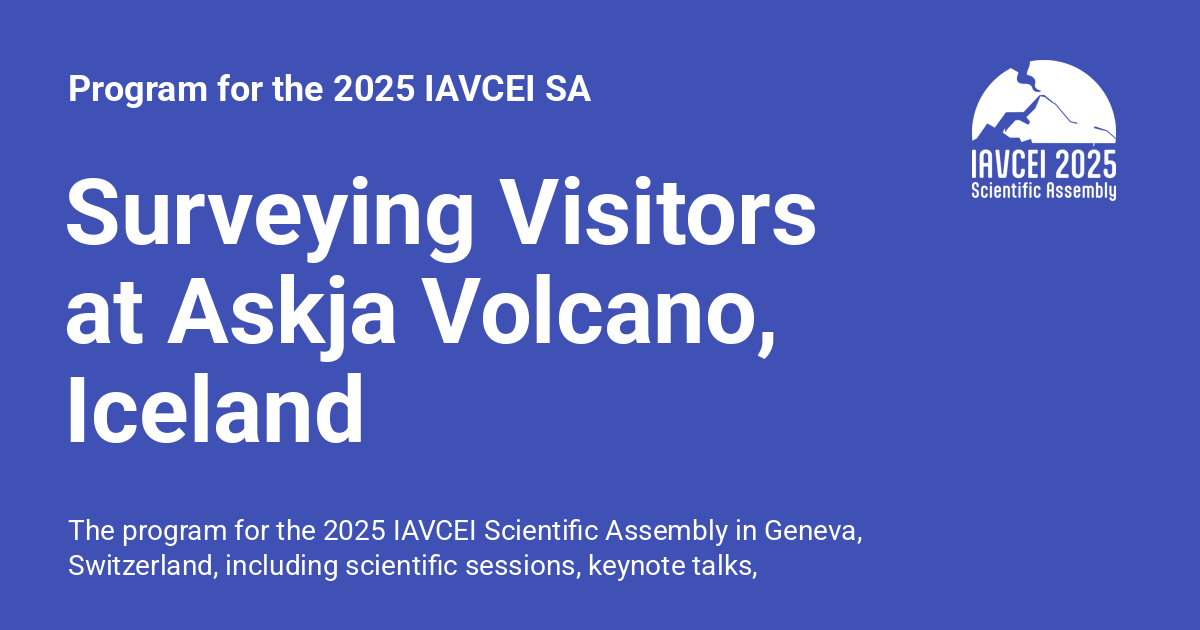 Program for the 2025 IAVCEI SA
IAVCEI 2025
Scientific Assembly
Surveying Visitors
at Askja Volcano,
Iceland
The program for the 2025 IAVCEI Scientific Assembly in Geneva,
Switzerland, including scientific sessions, keynote talks,